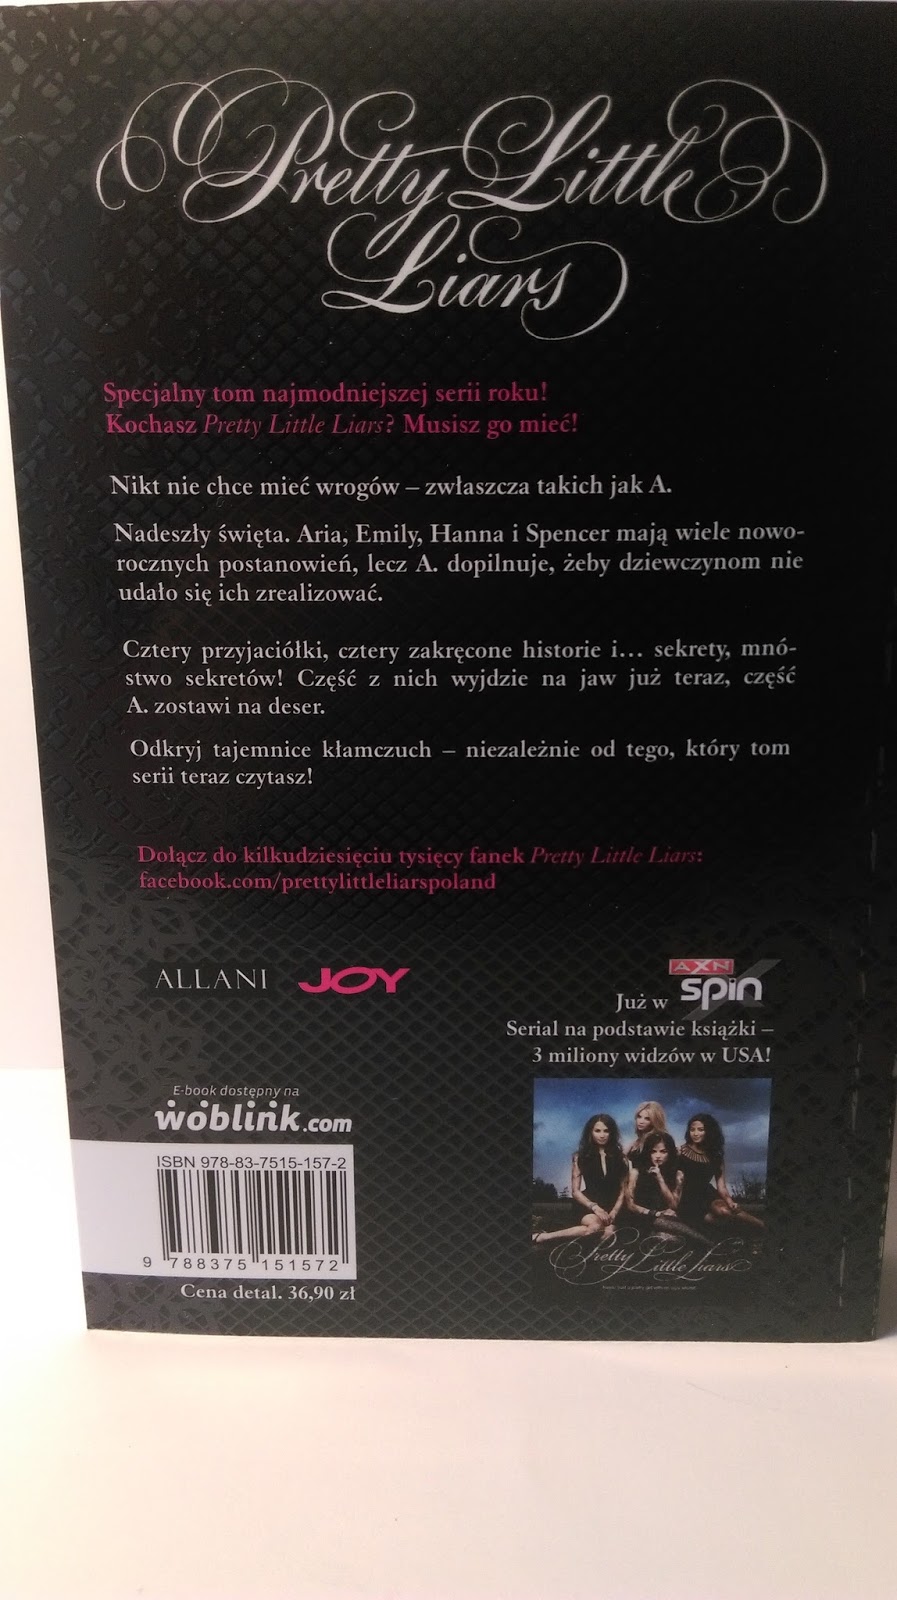 Pretty Little
Liars
Specjalny tom najmodniejszej serii roku!
Kochasz Pretty Little Liars? Musisz go mieć!
Nikt nie chce mieć wrogów – zwłaszcza takich jak A.
Nadeszły święta. Aria, Emily, Hanna i Spencer mają wiele nowo-
rocznych postanowień, lecz A. dopilnuje, żeby dziewczynom nie
udało się ich zrealizować.
Cztery przyjaciółki, cztery zakręcone historie i... sekrety, mnó-
stwo sekretów! Część z nich wyjdzie na jaw już teraz, część
A. zostawi na deser.
Odkryj tajemnice kłamczuch – niezależnie od tego, który tom
serii teraz czytasz!
Dołącz do kilkudziesięciu tysięcy fanek Pretty Little Liars:
facebook.com/prettylittleliarspoland
ALLANI JOY
AXN
Już w spin
Serial na podstawie książki –
3 miliony widzów w USA!
E-book dostępny na
woblink.com
ISBN 978-83-7515-157-2
9 788375 151572
Cena detal. 36,90 zł
Pretty Little Liars